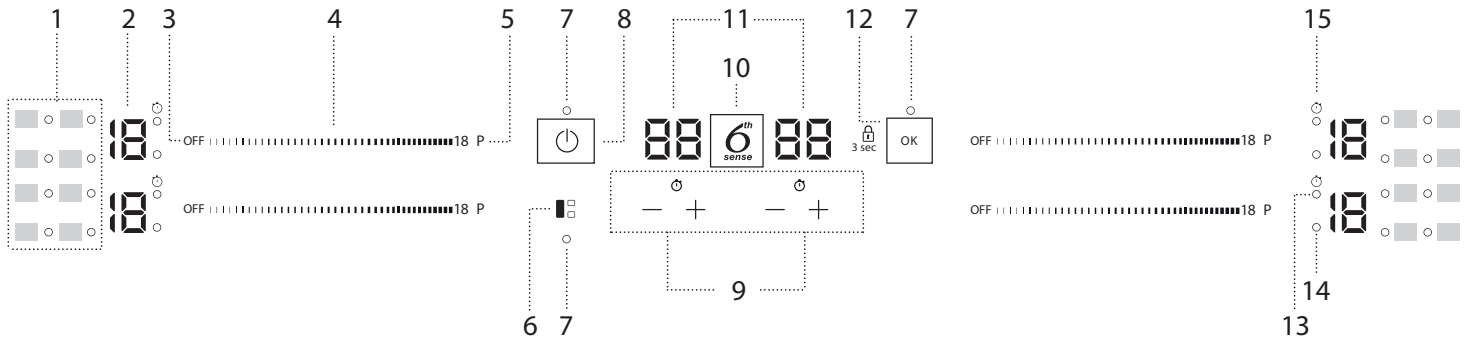 1 2 3 4 5 7 8 11 12 7 15
10
18 OFF 18 P 88 6th sense 88 3 sec OK OFF 18 P 18
18 OFF 18 P OFF 18 P 18
9
6 7 14
13